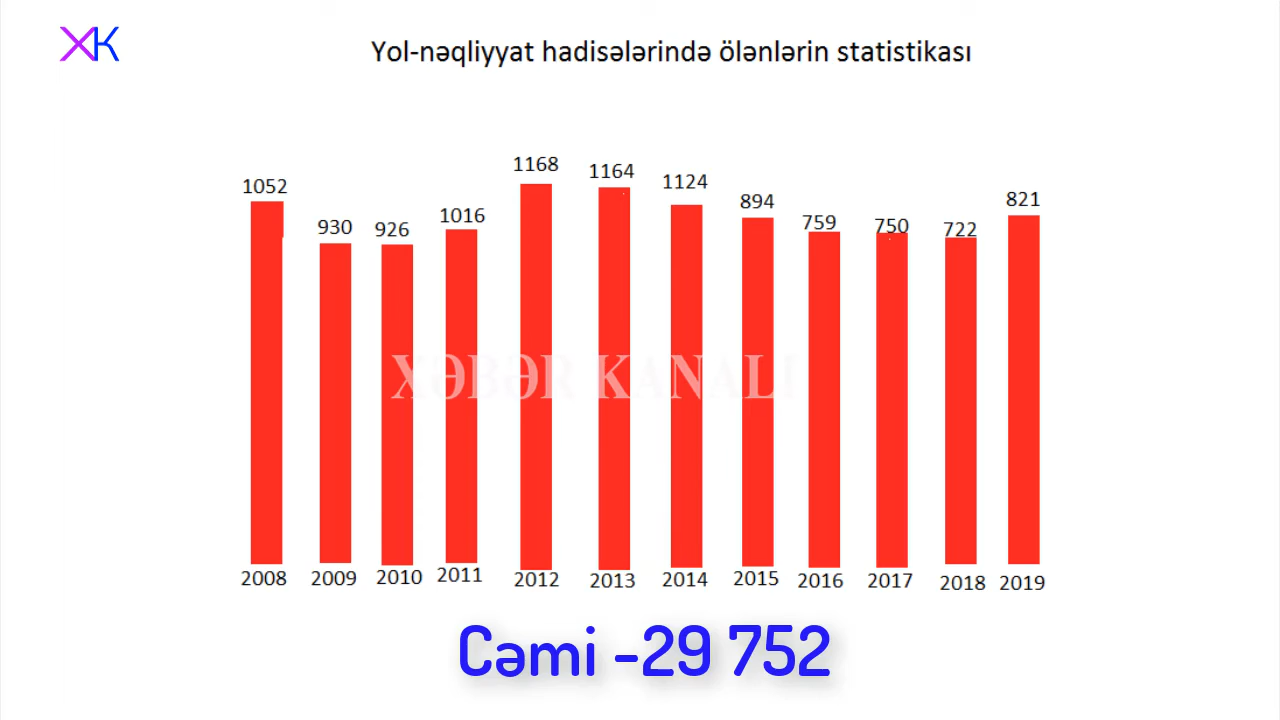 XK
Yol-nəqliyyat hadisələrində ölənlərin statistikası
1052 930 926 1016 1168 1164 1124 894 759 750 722 821
XƏBƏR KANALI
2008 2009 2010 2011 2012 2013 2014 2015 2016 2017 2018 2019
Cəmi -29 752